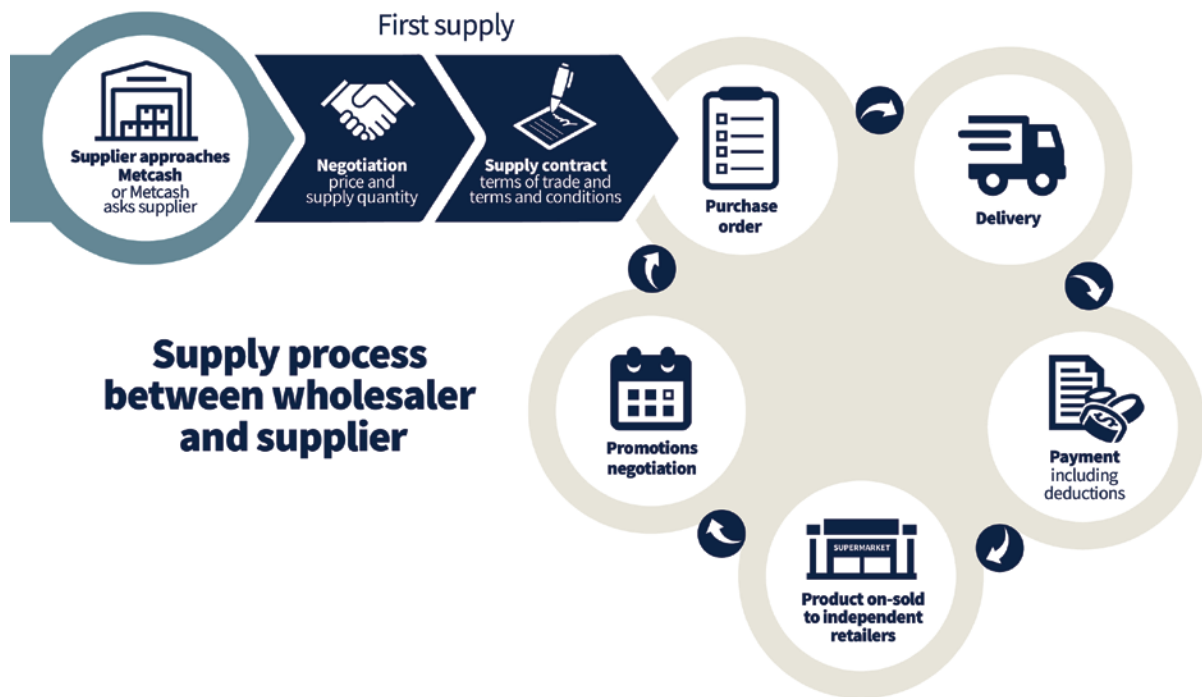 First supply
Supplier approaches
Metcash
or Metcash
asks supplier
Negotiation
price and
supply quantity
Supply contract
terms of trade and
terms and conditions
Purchase
order
Delivery
Payment
including
deductions
SUPERMARKET
Product on-sold
to independent
retailers
Promotions
negotiation
Supply process
between wholesaler
and supplier